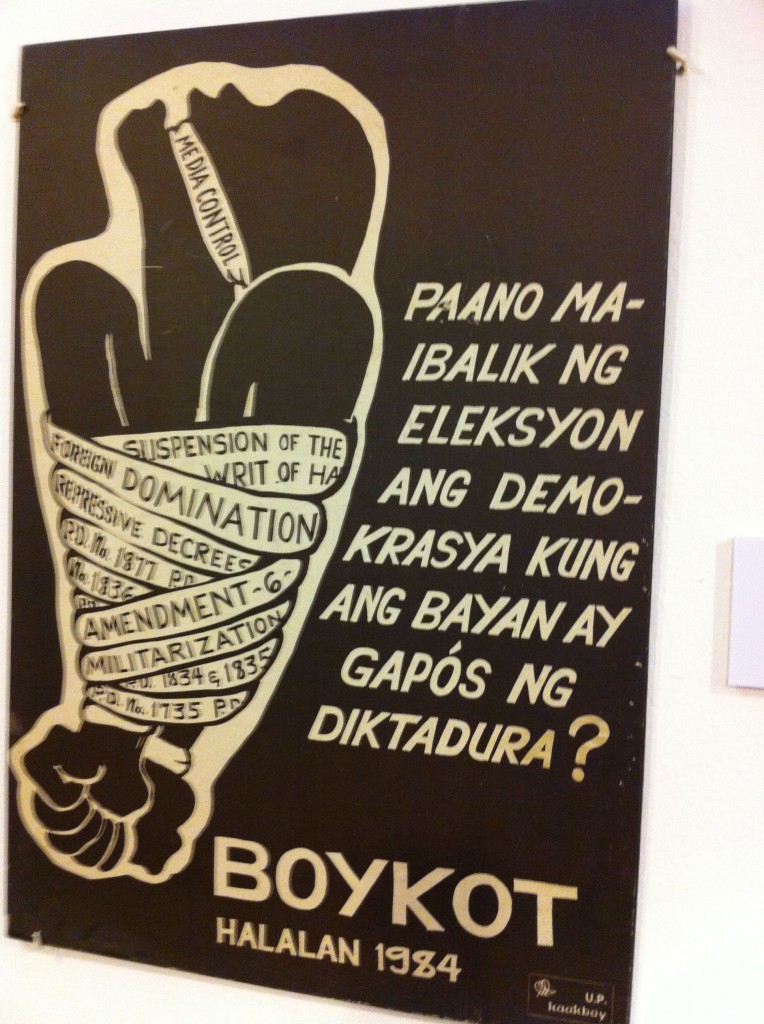 MEDIA CONTROL
PAANO MA-
IBALIK NG
ELEKSYON
ANG DEMO-
KRASYA KUNG
ANG BAYAN AY
GAPÓS NG
DIKTADURA?
SUSPENSION OF THE
WRIT OF HA
FOREIGN DOMINATION
REPRESSIVE DECREES
P.D. No. 1877 P.D.
No. 1836
AMENDMENT-6-
MILITARIZATION
P.D. 1834 & 1835
P.D. No. 1735 P.D.
BOYKOT
HALALAN 1984
U.P.
kaakbay